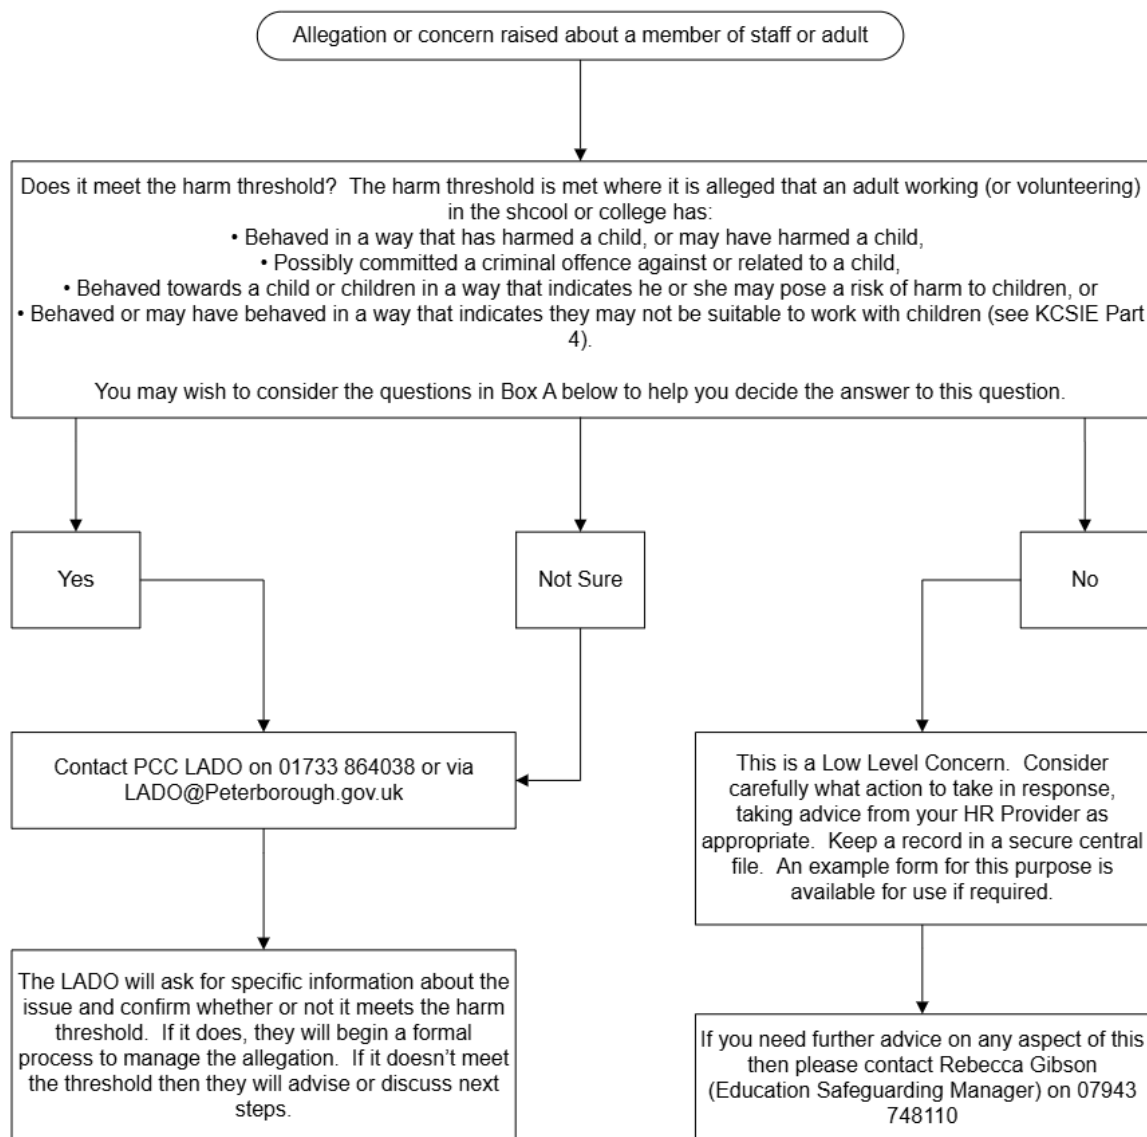 Allegation or concern raised about a member of staff or adult
Does it meet the harm threshold?  The harm threshold is met where it is alleged that an adult working (or volunteering)
in the shcool or college has:
• Behaved in a way that has harmed a child, or may have harmed a child,
• Possibly committed a criminal offence against or related to a child,
• Behaved towards a child or children in a way that indicates he or she may pose a risk of harm to children, or
• Behaved or may have behaved in a way that indicates they may not be suitable to work with children (see KCSIE Part
4).
You may wish to consider the questions in Box A below to help you decide the answer to this question.
Yes
Not Sure
No
Contact PCC LADO on 01733 864038 or via
LADO@Peterborough.gov.uk
This is a Low Level Concern.  Consider
carefully what action to take in response,
taking advice from your HR Provider as
appropriate.  Keep a record in a secure central
file.  An example form for this purpose is
available for use if required.
The LADO will ask for specific information about the
issue and confirm whether or not it meets the harm
threshold.  If it does, they will begin a formal
process to manage the allegation.  If it doesn't meet
the threshold then they will advise or discuss next
steps.
If you need further advice on any aspect of this
then please contact Rebecca Gibson
(Education Safeguarding Manager) on 07943
748110